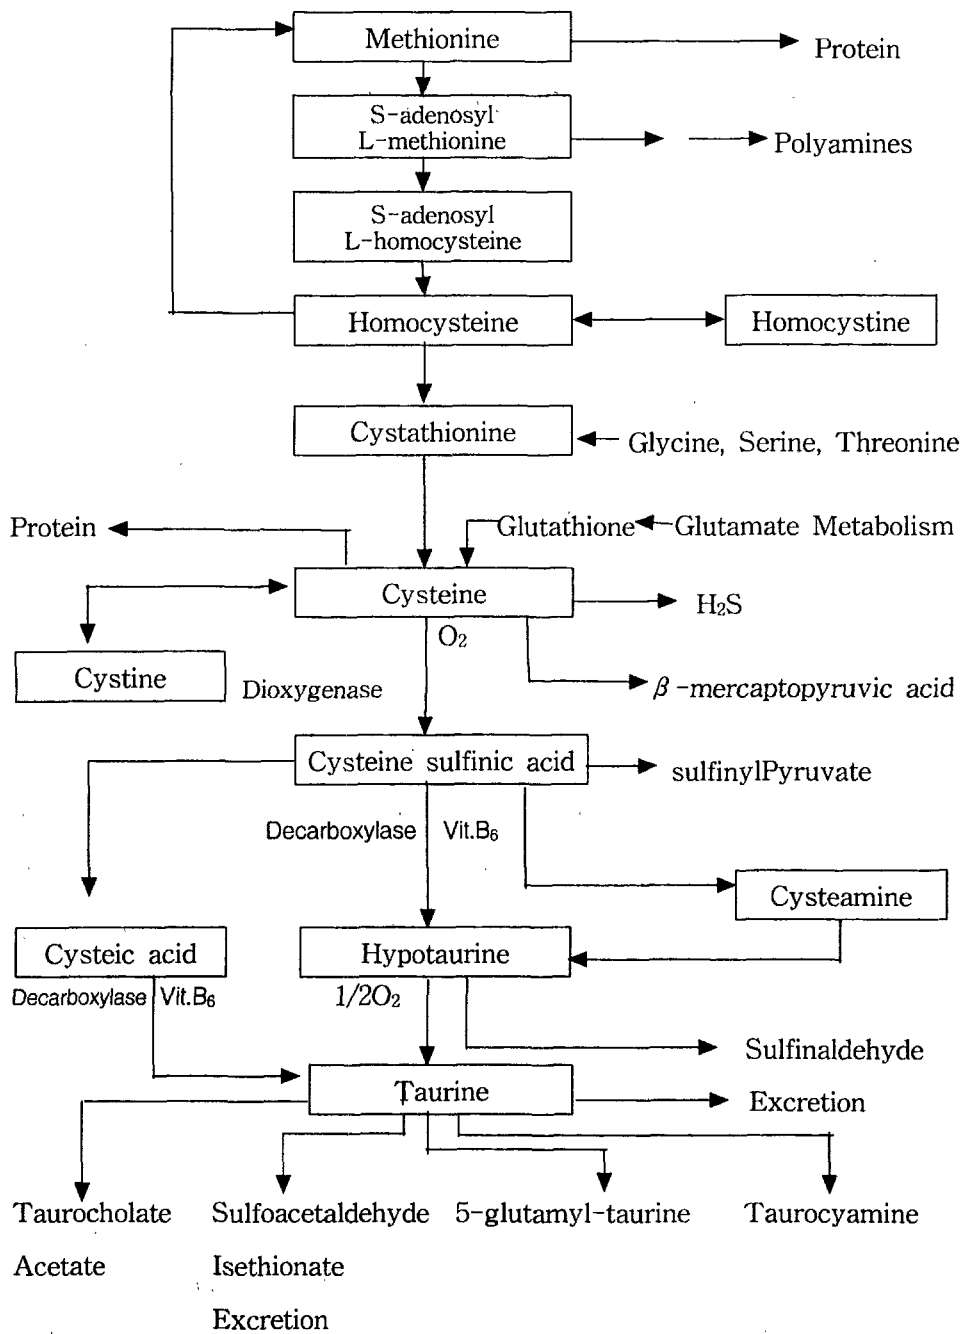 Methionine
Protein
S-adenosyl
L-methionine
Polyamines
S-adenosyl
L-homocysteine
Homocysteine
Homocystine
Cystathionine
Glycine, Serine, Threonine
Protein
Glutathione
Glutamate Metabolism
Cysteine
H₂S
O₂
Cystine
Dioxygenase
β-mercaptopyruvic acid
Cysteine sulfinic acid
sulfinylPyruvate
Decarboxylase
Vit.B₆
Cysteamine
Cysteic acid
Hypotaurine
Decarboxylase
Vit.B₆
1/2O₂
Sulfinaldehyde
Taurine
Excretion
Taurocholate
Sulfoacetaldehyde
5-glutamyl-taurine
Taurocyamine
Acetate
Isethionate
Excretion